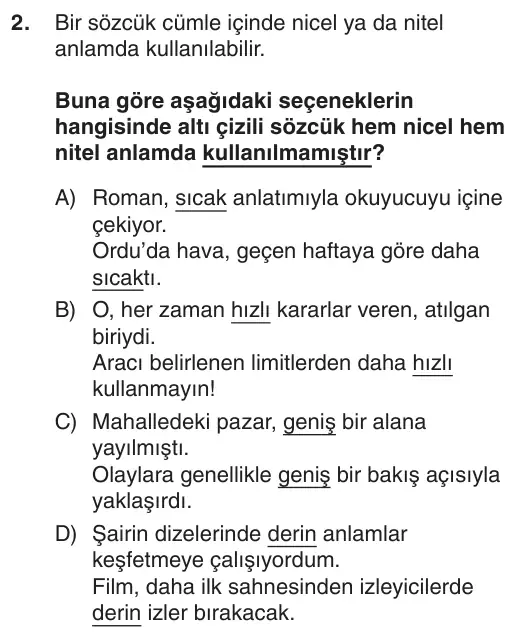 2. Bir sözcük cümle içinde nicel ya da nitel
anlamda kullanılabilir.
Buna göre aşağıdaki seçeneklerin
hangisinde altı çizili sözcük hem nicel hem
nitel anlamda kullanılmamıştır?
A) Roman, sıcak anlatımıyla okuyucuyu içine
çekiyor.
Ordu’da hava, geçen haftaya göre daha
sıcaktı.
B) O, her zaman hızlı kararlar veren, atılgan
biriydi.
Aracı belirlenen limitlerden daha hızlı
kullanmayın!
C) Mahalledeki pazar, geniş bir alana
yayılmıştı.
Olaylara genellikle geniş bir bakış açısıyla
yaklaşırdı.
D) Şairin dizelerinde derin anlamlar
keşfetmeye çalışıyordum.
Film, daha ilk sahnesinden izleyicilerde
derin izler bırakacak.